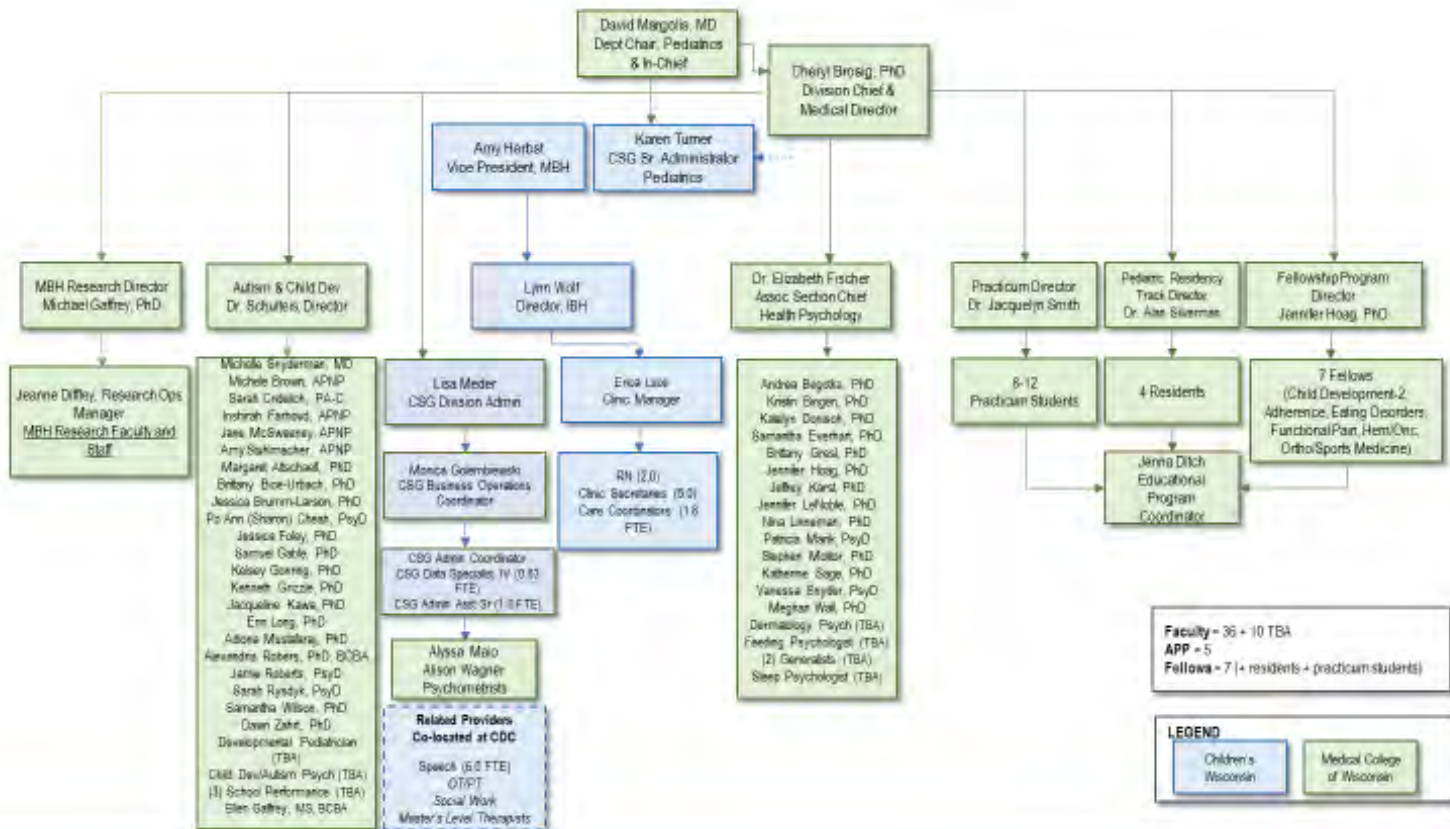 David Margolis, MD
Dept Chair, Pediatrics
& In-Chief
Cheryl Brosig, PhD
Division Chief &
Medical Director
Amy Herbst
Vice President, MBH
Karen Turner
CSG Sr. Administrator
Pediatrics
MBH Research Director
Michael Gaffrey, PhD
Autism & Child Dev
Dr. Schulteis, Director
Lynn Wolf
Director, IBH
Dr. Elizabeth Fischer
Assoc. Section Chief
Health Psychology
Practicum Director
Dr. Jacquelyn Smith
Pediatric Residency
Track Director
Dr. Alan Silverman
Fellowship Program
Director
Jennifer Hoag, PhD
Jeanne Diffley, Research Ops
Manager
MBH Research Faculty and
Staff
Michelle Snyderman, MD
Michele Brown, APNP
Sarah PA-C
Inshirah Farhoud, APNP
Jane McSweeney, APNP
Amy APNP
Margaret Altschaefl, PhD
Brittany Bice-Urbach, PhD
Jessica Brumm-Larson, PhD
Po Ann (Sharon) Cheah, PsyD
Jessica Foley, PhD
Samuel Gable, PhD
Kelsey PhD
Kenneth Grizzle, PhD
Jacqueline Kawa, PhD
Erin Long, PhD
PhD
Alexandria Robers, PhD, BCBA
Jamie Roberts, PsyD
Sarah Rysdyk, PsyD
Samantha Wilson, PhD
Dawn Zahrt, PhD
Developmental Pediatrician
(TBA)
Child Dev/Autism Psych (TBA)
(3) School Performance (TBA)
Ellen Gaffrey, MS, BCBA
Lisa Meder
CSG Division Admin
Monica Golembiewski
CSG Business Operations
Coordinator
CSG Admin Coordinator
CSG Data Specialist IV
FTE)
CSG Admin Asst Sr (1.0 FTE)
Alyssa Maio
Alison Wagner
Psychometrists
Related Providers
Co-located at CDC
Speech (6.0 FTE)
OT/PT
Social Work
Master's Level Therapists
Erica
Clinic Manager
RN (2.0)
Clinic Secretaries (5.0)
Care Coordinators (1.8
FTE)
Andrea Begotka, PhD
Kristin Bingen, PhD
Katelyn Donisch, PhD
Samantha Everhart, PhD
Brittany Gresl, PhD
Jennifer Hoag, PhD
Jeffrey Karst, PhD
Jennifer LeNoble, PhD
Nina Linneman, PhD
Patricia Marik, PsyD
Stephen Molitor, PhD
Katherine Sage, PhD
Vanessa Snyder, PsyD
Meghan Wall, PhD
Dermatology Psych (TBA)
Feeding Psychologist (TBA)
(2) Generalists (TBA)
Sleep Psychologist (TBA)
Practicum Students
4 Residents
7 Fellows
(Child Development-2
Adherence, Eating Disorders,
Functional Pain, Hem/Onc,
Ortho/Sports Medicine)
Jenna Ditch
Educational
Program
Coordinator
Faculty = 36 + 10 TBA
APP = 5
Fellows = 7 (+ residents + practicum students)
LEGEND
Children's
Wisconsin
Medical College
of Wisconsin